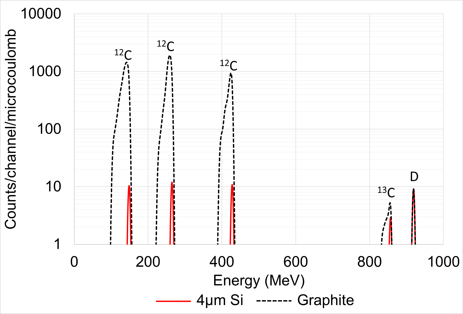 10000
1000
100
10
1
Counts/channel/microcoulomb
¹²C
¹²C
¹²C
¹³C
D
0 200 400 600 800 1000
Energy (MeV)
4µm Si Graphite